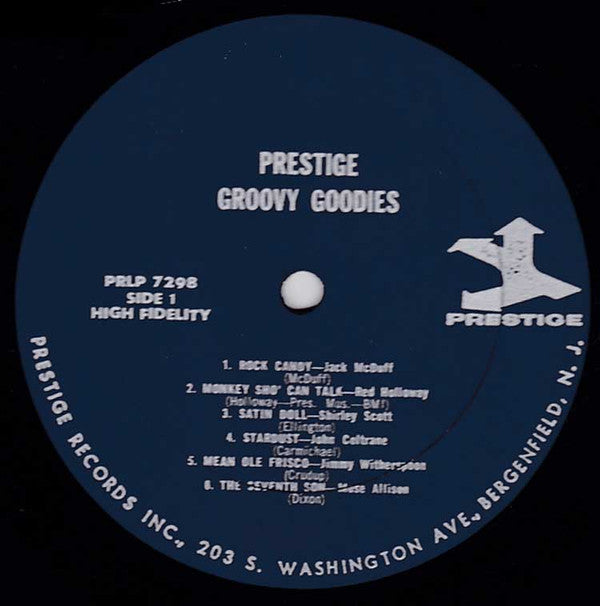 PRESTIGE
GROOVY GOODIES
PRLP 7298
SIDE 1
HIGH FIDELITY
PRESTIGE
1. ROCK CANDY—Jack McDuff
(McDuff)
2. MONKEY SHO' CAN TALK—Red Holloway
(Holloway—Pres. Mus.—BMI)
3. SATIN DOLL—Shirley Scott
(Ellington)
4. STARDUST—John Coltrane
(Carmichael)
5. MEAN OLE FRISCO—Jimmy Witherspoon
(Crudup)
6. THE SEVENTH SON—Mose Allison
(Dixon)
PRESTIGE RECORDS INC., 203 S. WASHINGTON AVE., BERGENFIELD, N. J.